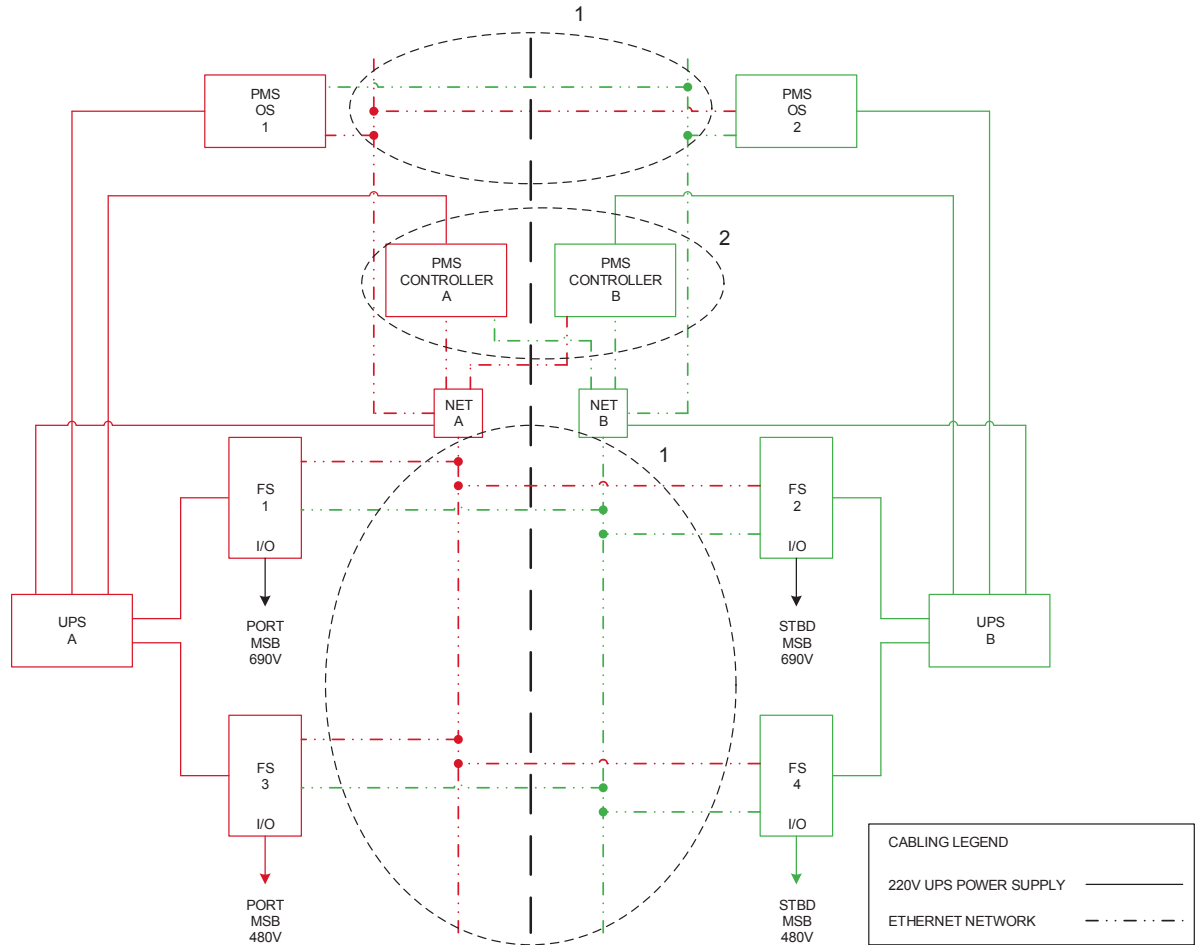 1
PMS
OS
1
PMS
OS
2
2
PMS
CONTROLLER
A
PMS
CONTROLLER
B
NET
A
NET
B
1
FS
1
I/O
FS
2
I/O
UPS
A
PORT
MSB
690V
STBD
MSB
690V
UPS
B
FS
3
I/O
FS
4
I/O
PORT
MSB
480V
STBD
MSB
480V
CABLING LEGEND
220V UPS POWER SUPPLY
ETHERNET NETWORK